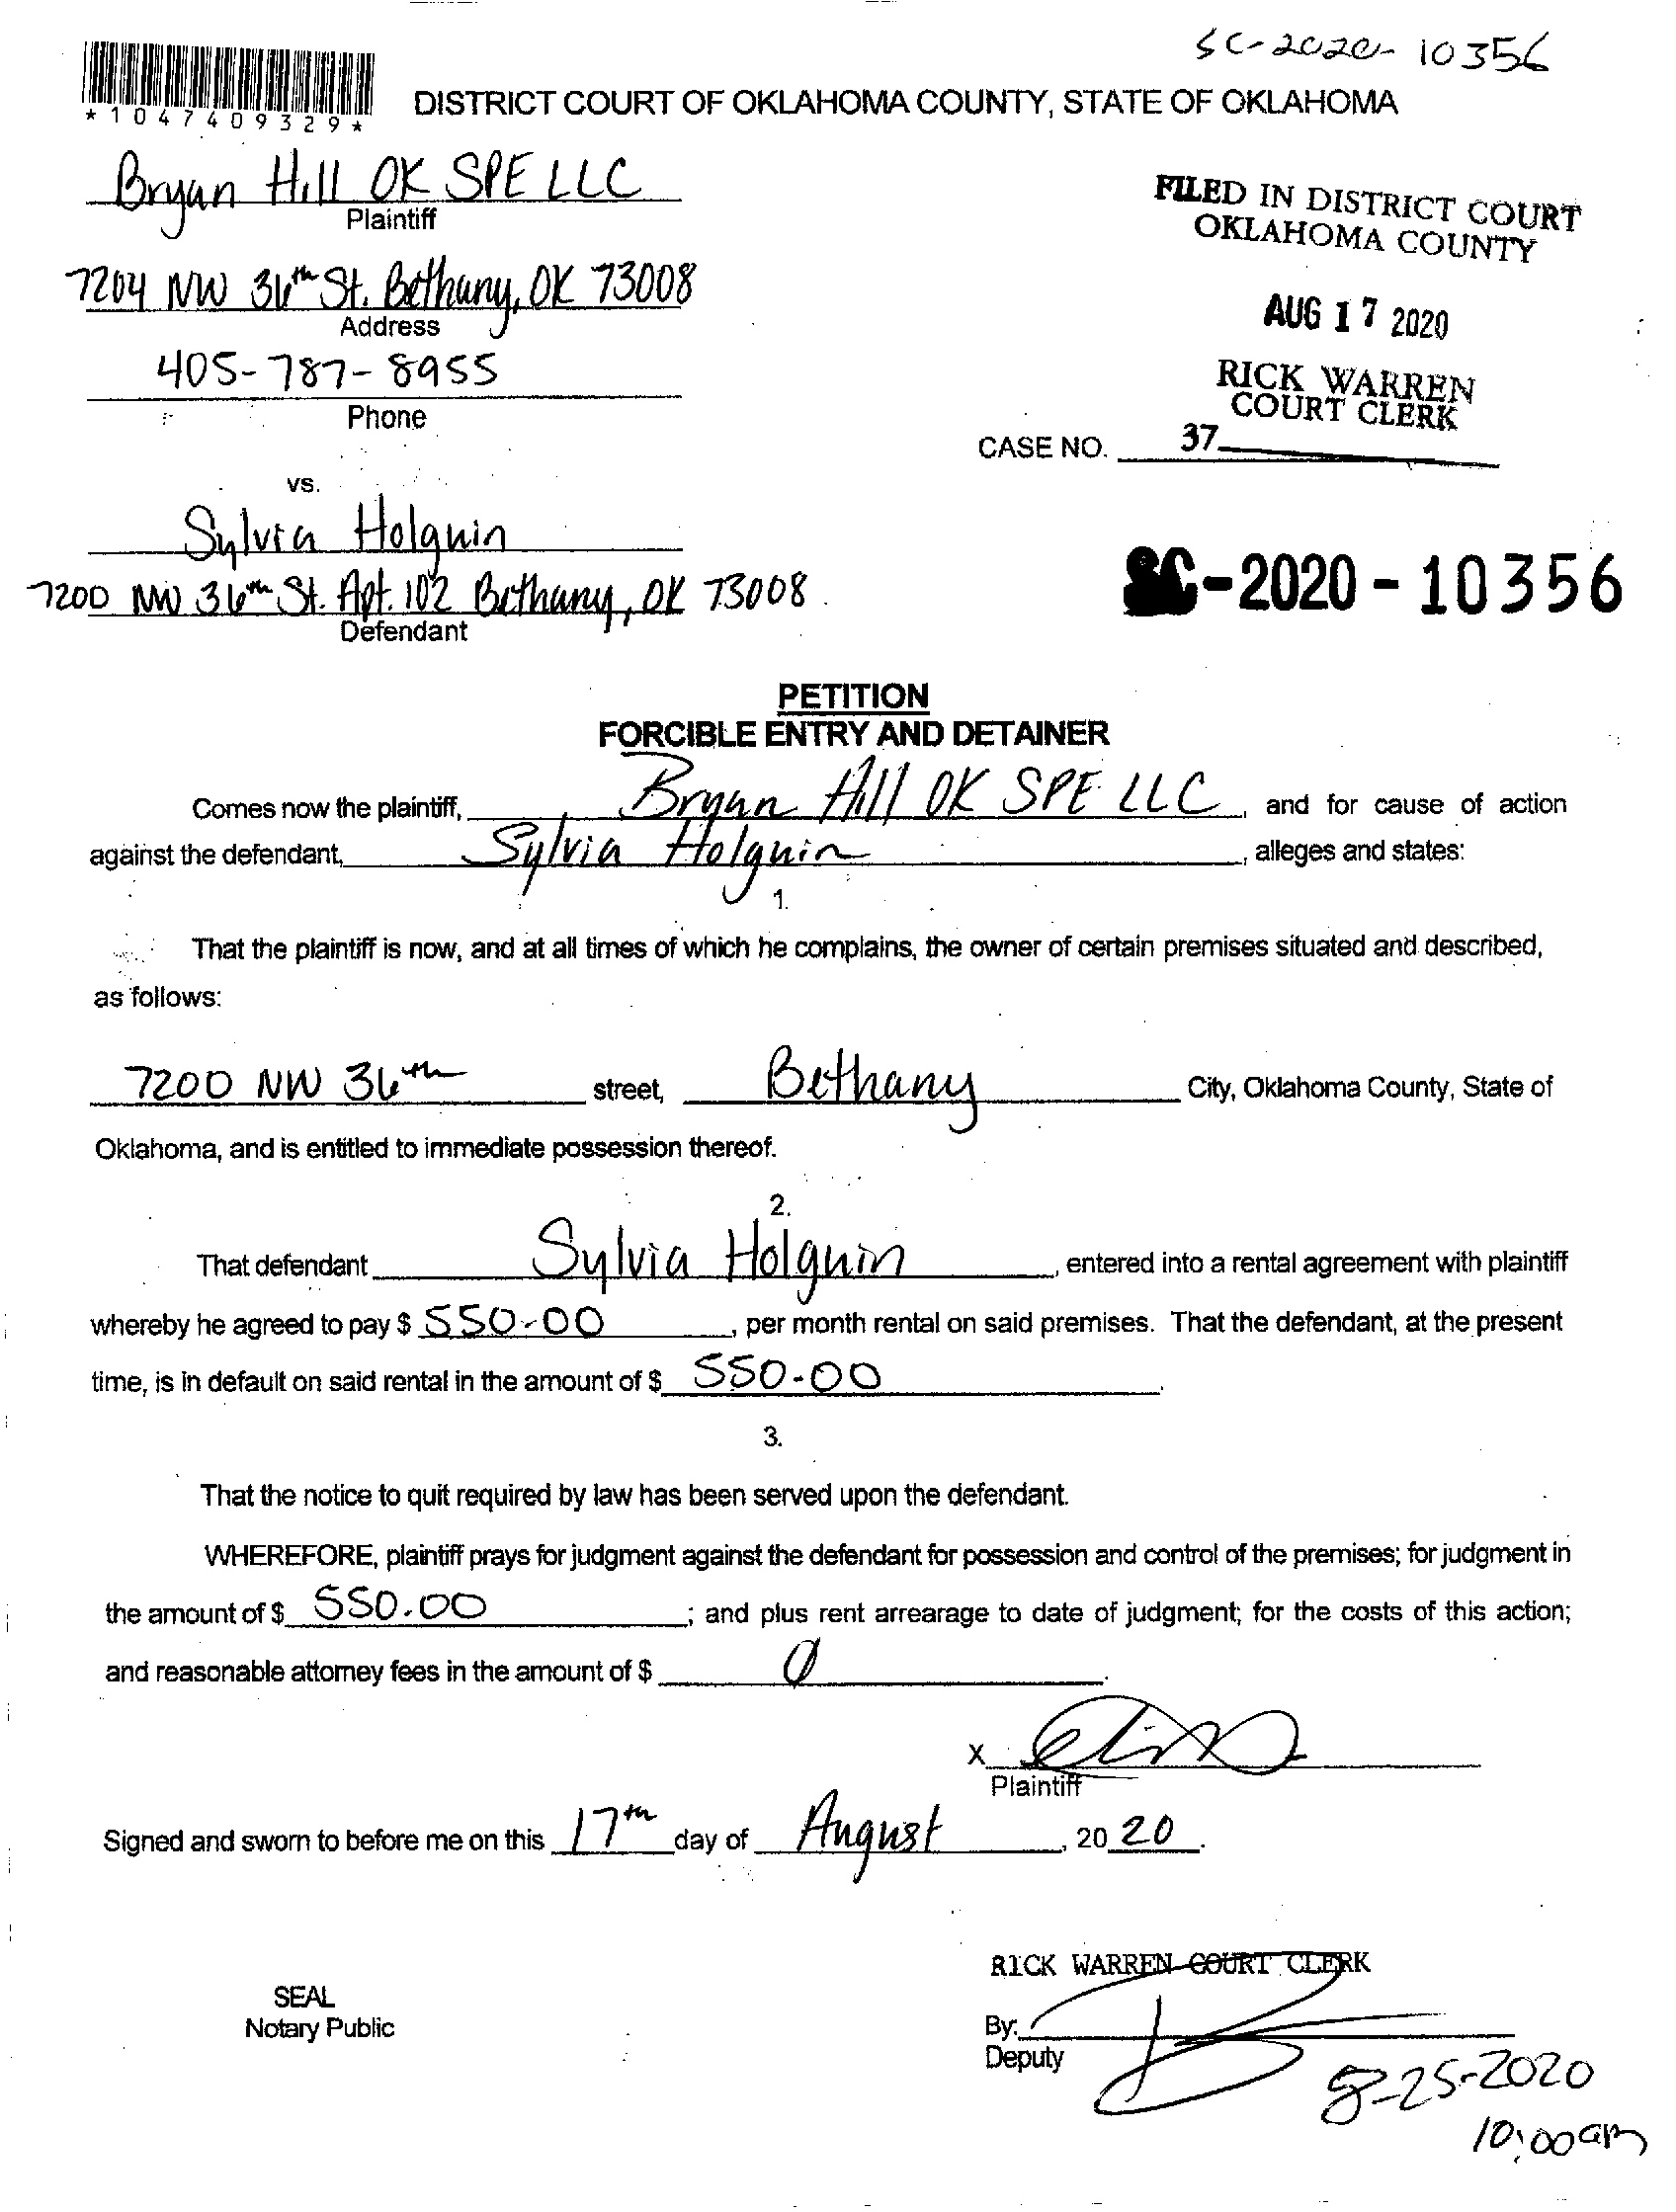 SC-2020-10356
*1047409329*
DISTRICT COURT OF OKLAHOMA COUNTY, STATE OF OKLAHOMA
Bryan Hill OK SPE LLC
Plaintiff
FILED IN DISTRICT COURT
OKLAHOMA COUNTY
7204 NW 36th St. Bethany, OK 73008
Address
AUG 17 2020
405-787-8955
Phone
RICK WARREN
COURT CLERK
CASE NO. 37
vs.
Sylvia Holguin
7200 NW 36th St. Apt. 102 Bethany, OK 73008
Defendant
SC-2020-10356
PETITION
FORCIBLE ENTRY AND DETAINER
Comes now the plaintiff, Bryan Hill OK SPE LLC, and for cause of action
against the defendant, Sylvia Holguin, alleges and states:
1.
That the plaintiff is now, and at all times of which he complains, the owner of certain premises situated and described,
as follows:
7200 NW 36th street, Bethany City, Oklahoma County, State of
Oklahoma, and is entitled to immediate possession thereof.
2.
That defendant Sylvia Holguin, entered into a rental agreement with plaintiff
whereby he agreed to pay $ 550-00, per month rental on said premises. That the defendant, at the present
time, is in default on said rental in the amount of $ 550-00.
3.
That the notice to quit required by law has been served upon the defendant.
WHEREFORE, plaintiff prays for judgment against the defendant for possession and control of the premises; for judgment in
the amount of $ 550.00; and plus rent arrearage to date of judgment; for the costs of this action;
and reasonable attorney fees in the amount of $ 0.
X
Plaintiff
Signed and sworn to before me on this 17th day of August, 2020.
RICK WARREN COURT CLERK
SEAL
Notary Public
By:
Deputy
8-25-2020
10:00am